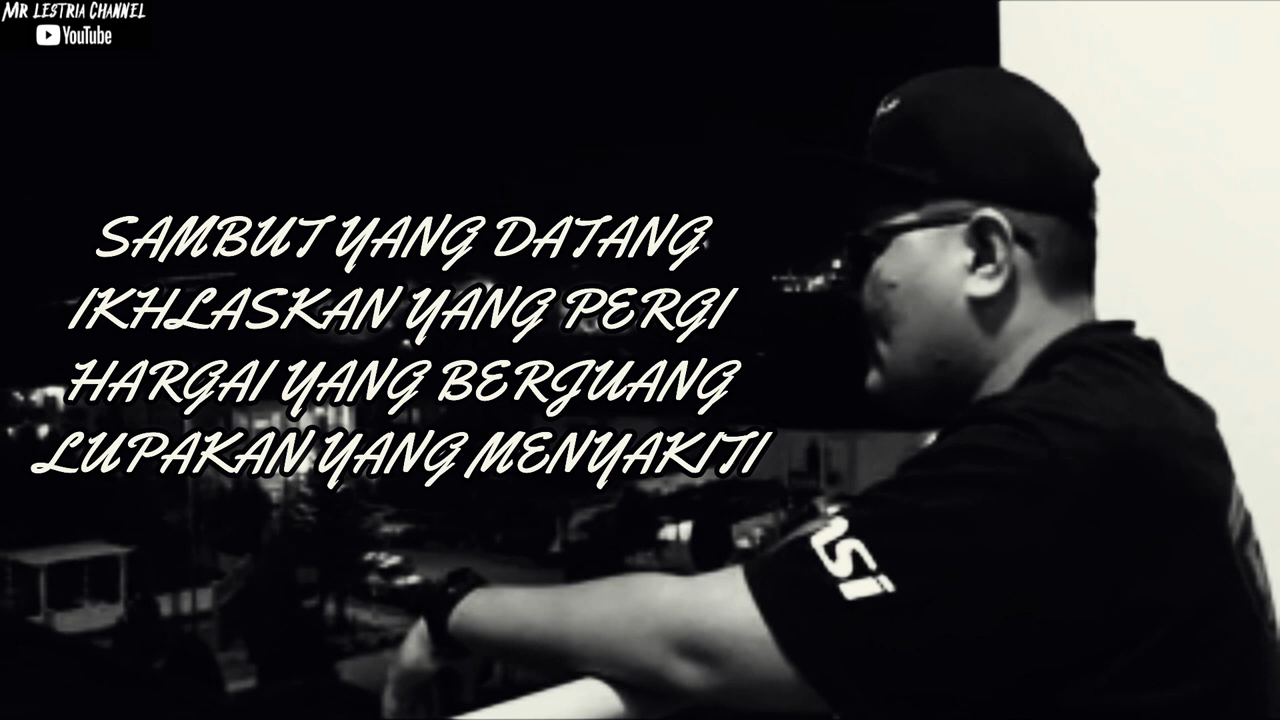 MR LESTRIA CHANNEL
YouTube
SAMBUT YANG DATANG
IKHLASKAN YANG PERGI
HARGAI YANG BERJUANG
LUPAKAN YANG MENYAKITI